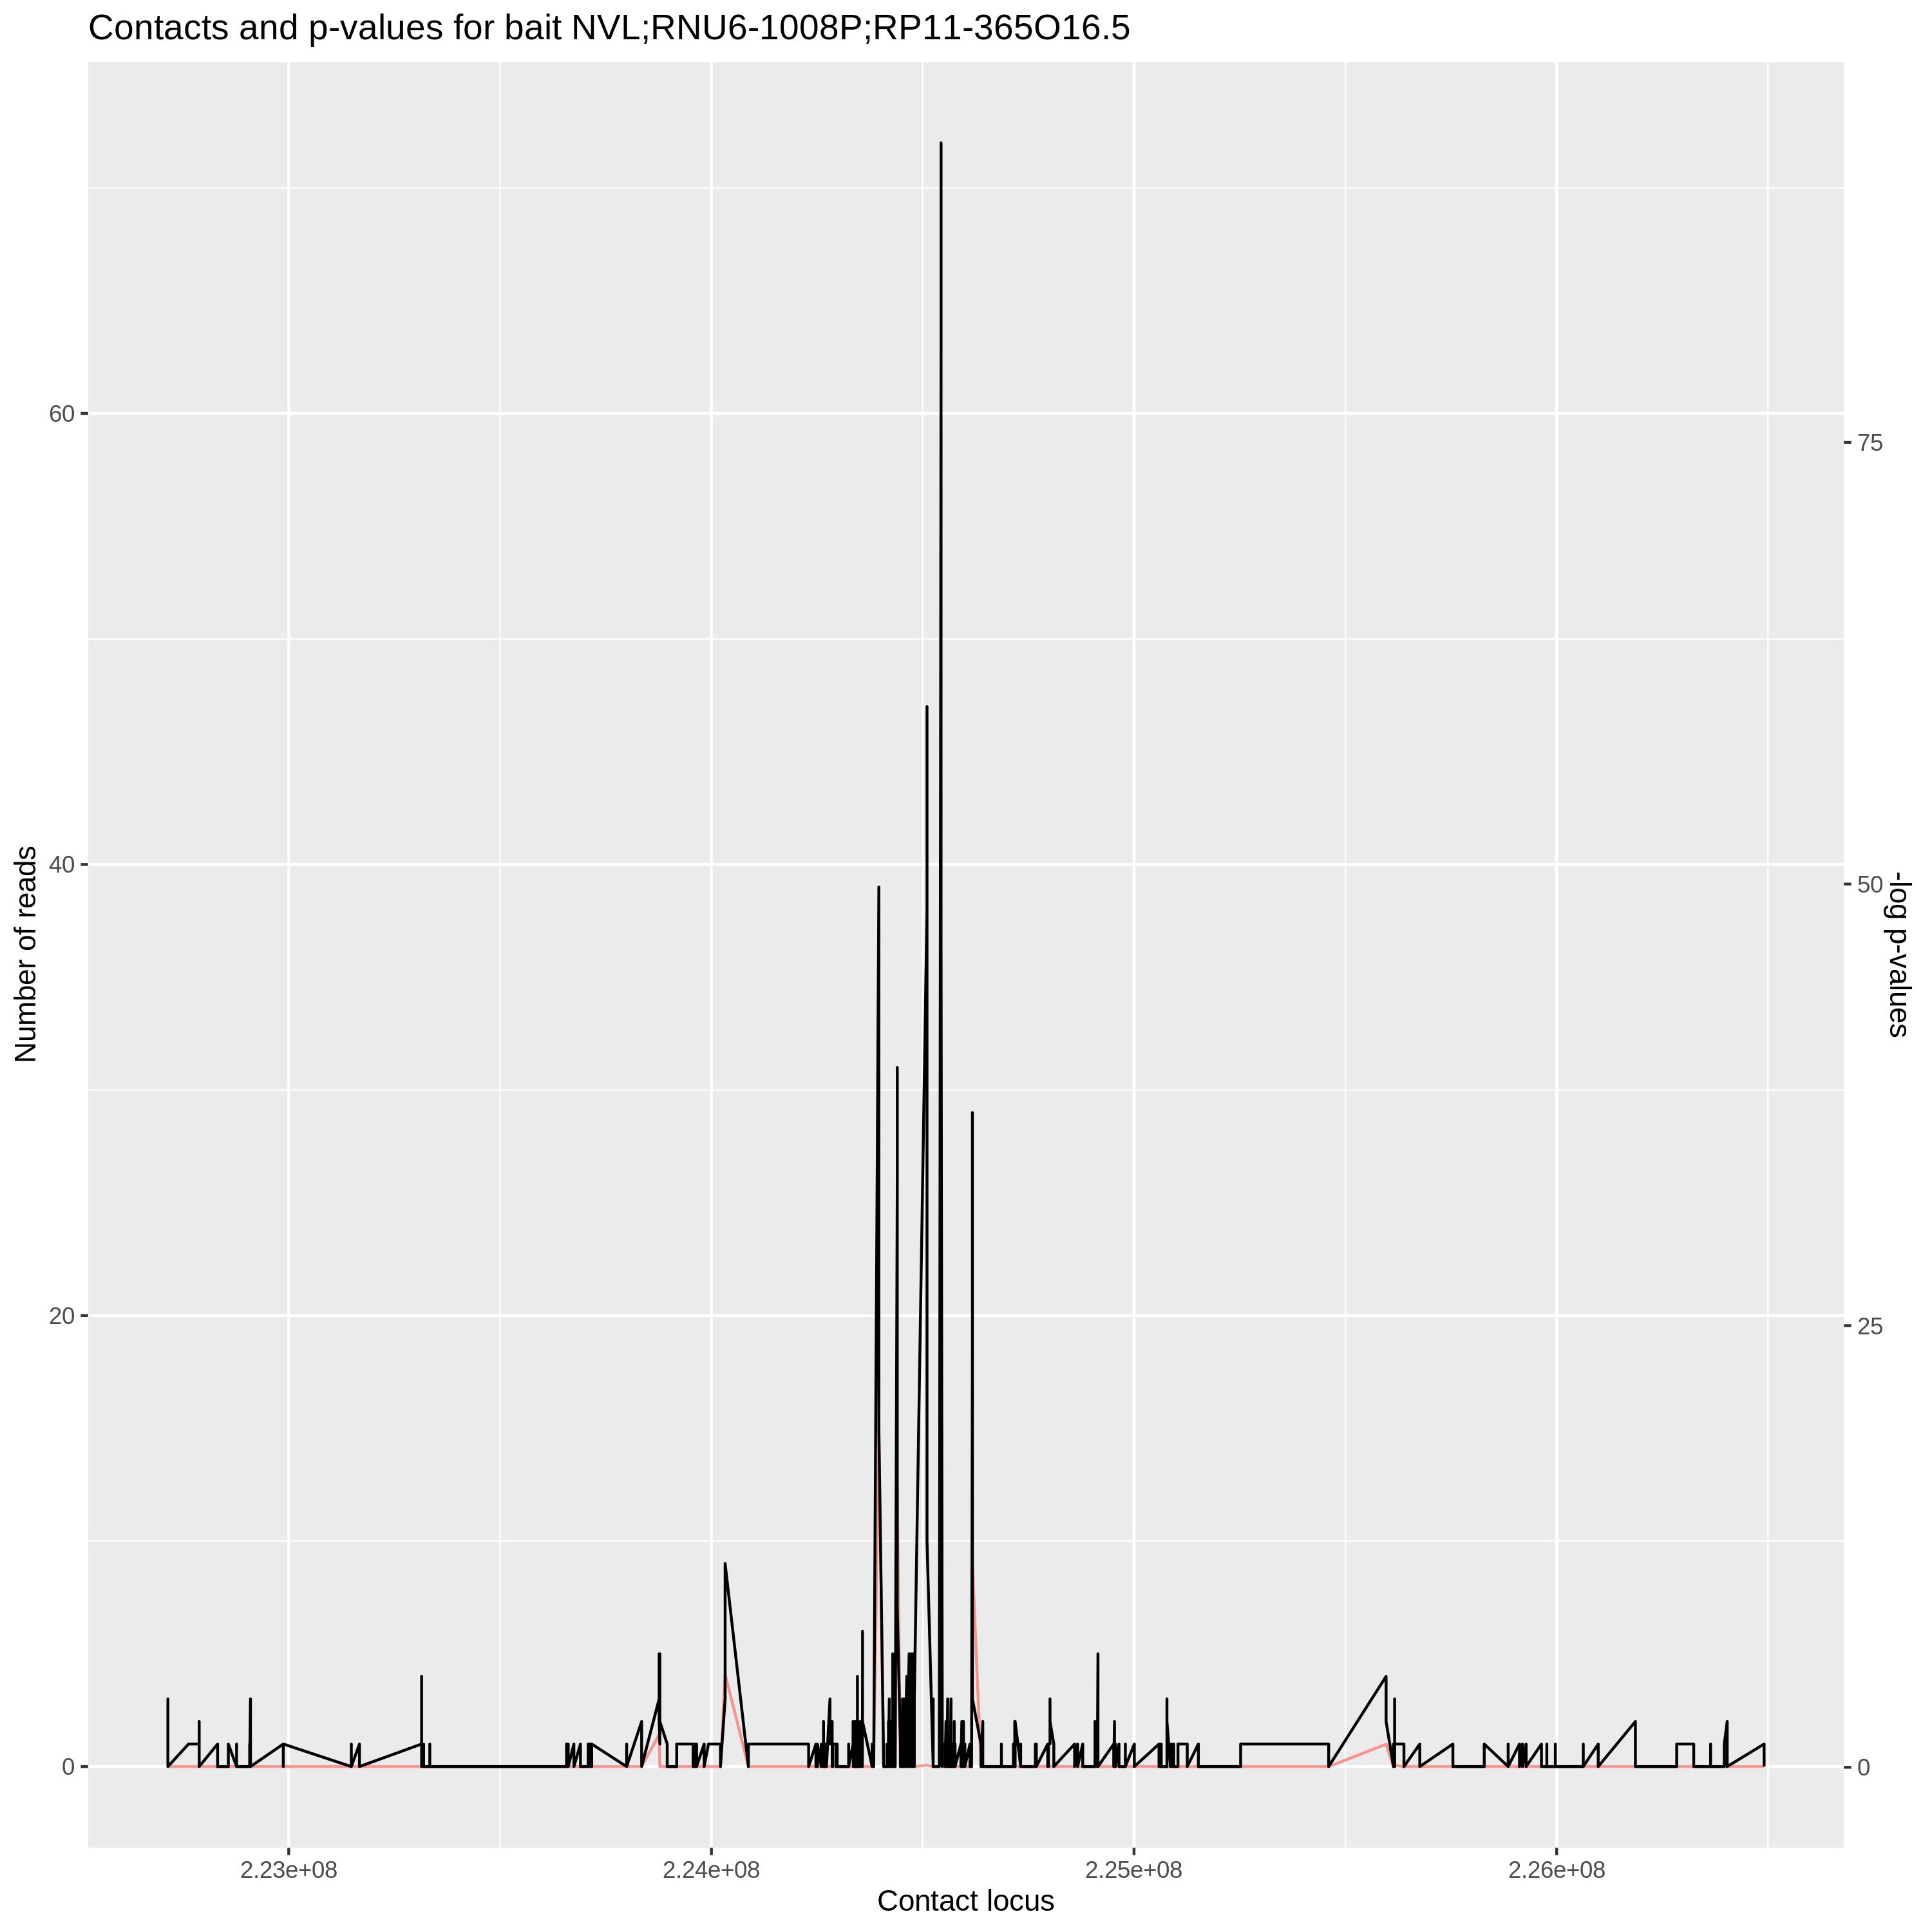 Contacts and p-values for bait NVL;RNU6-1008P;RP11-365O16.5
60
40
20
0
75
50
25
0
Number of reads
-log p-values
2.23e+08 2.24e+08 2.25e+08 2.26e+08
Contact locus